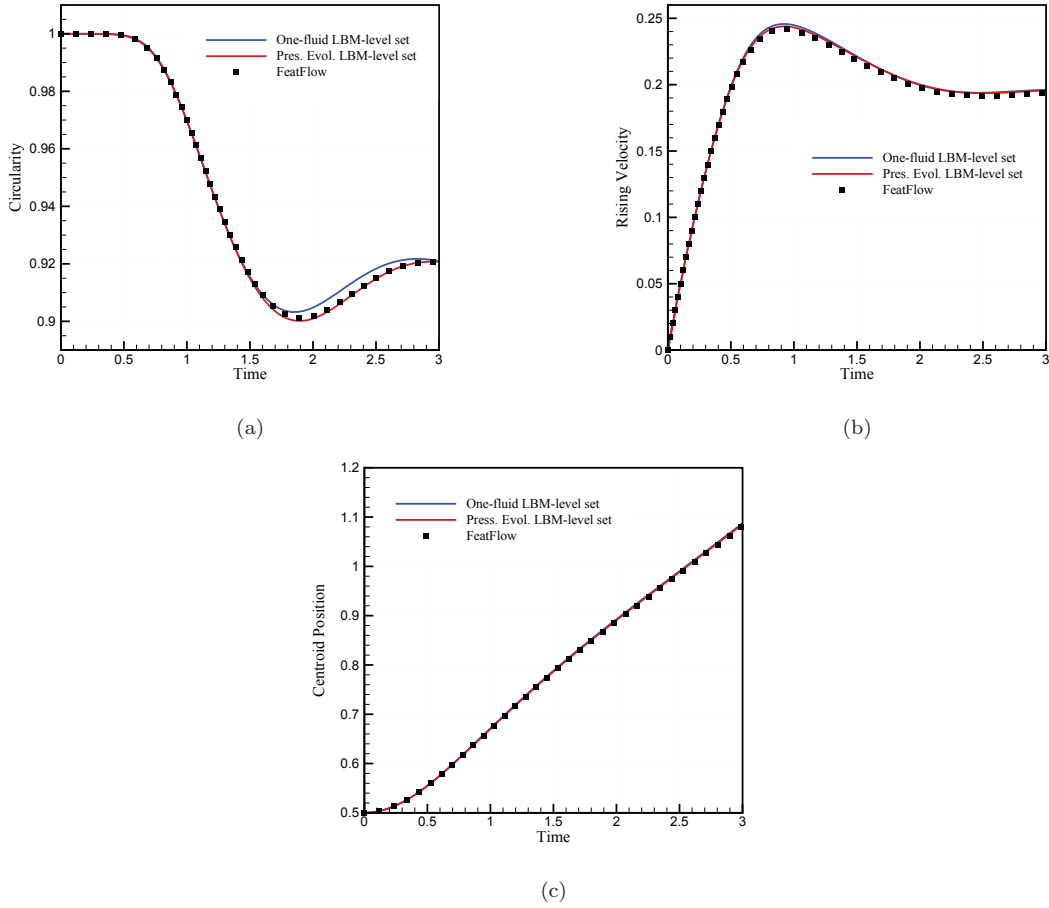 One-fluid LBM-level set
Pres. Evol. LBM-level set
FeatFlow
Circularity
1
0.98
0.96
0.94
0.92
0.9
0 0.5 1 1.5 2 2.5 3
Time
(a)
One-fluid LBM-level set
Pres. Evol. LBM-level set
FeatFlow
Rising Velocity
0.25
0.2
0.15
0.1
0.05
0
0 0.5 1 1.5 2 2.5 3
Time
(b)
One-fluid LBM-level set
Press. Evol. LBM-level set
FeatFlow
Centroid Position
1.2
1.1
1
0.9
0.8
0.7
0.6
0.5
0 0.5 1 1.5 2 2.5 3
Time
(c)